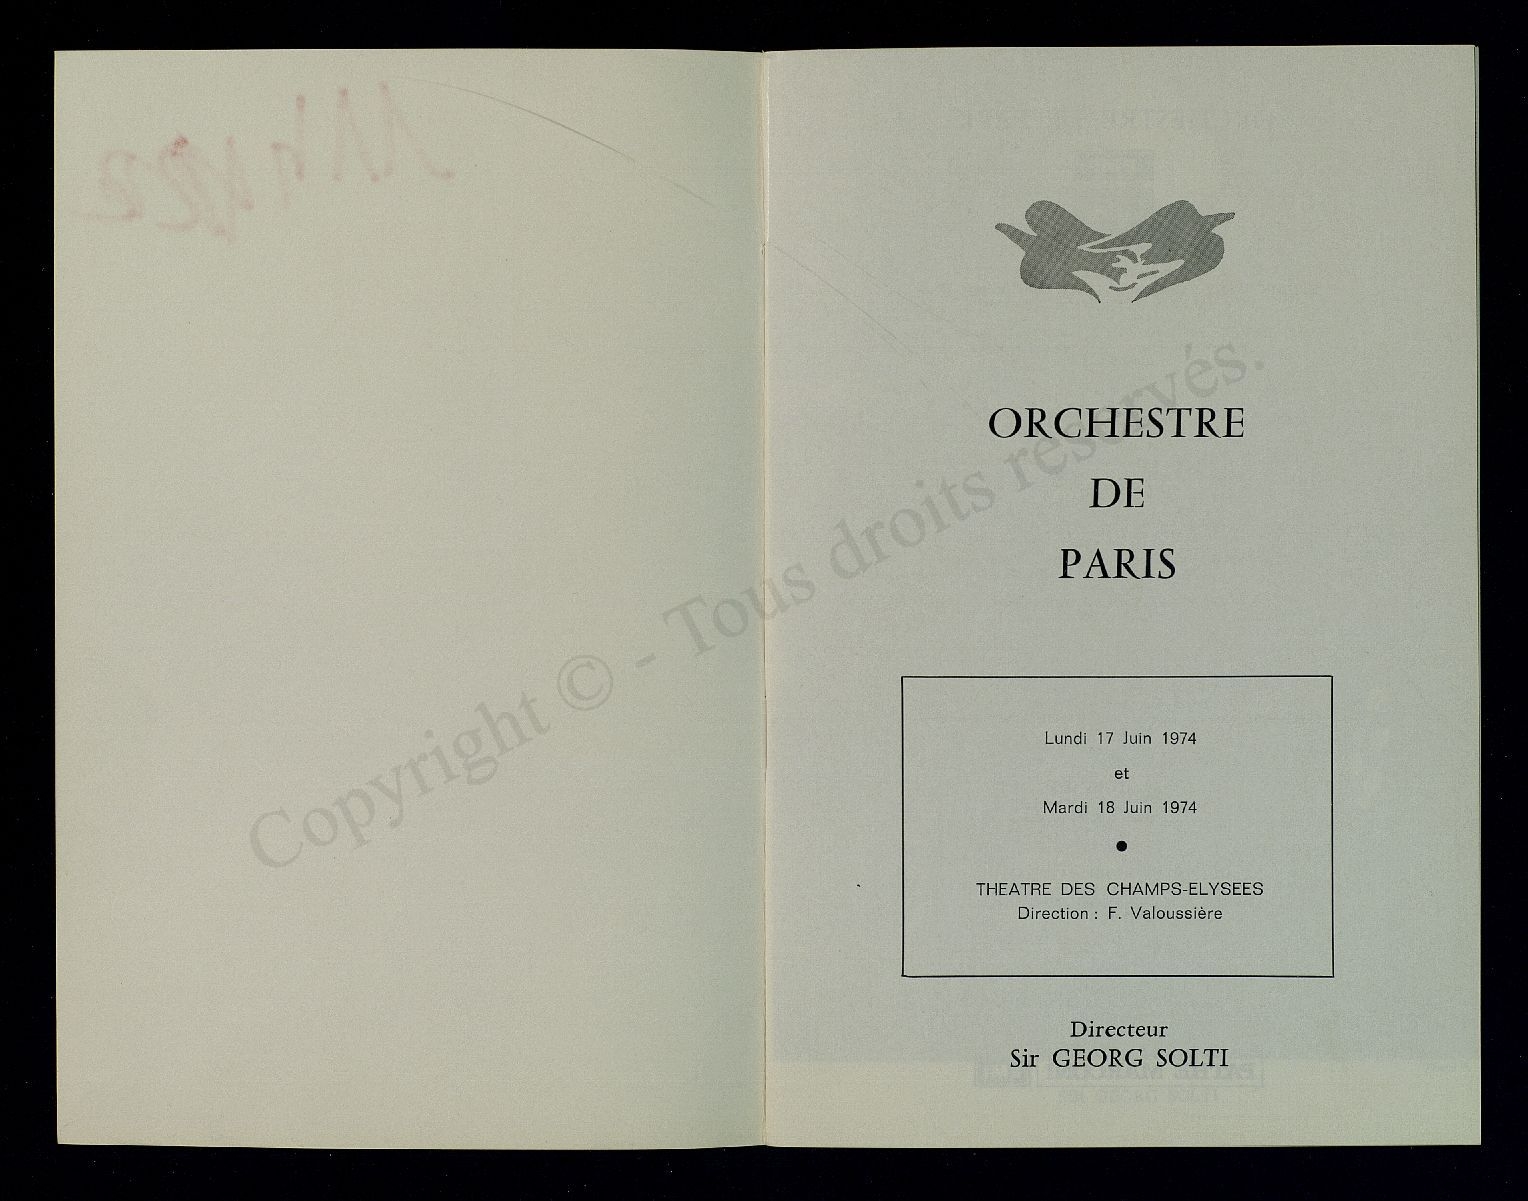 ORCHESTRE
DE
PARIS
Lundi 17 Juin 1974
et
Mardi 18 Juin 1974
THEATRE DES CHAMPS-ELYSEES
Direction : F. Valoussière
Directeur
Sir GEORG SOLTI
Copyright © - Tous droits reservés.